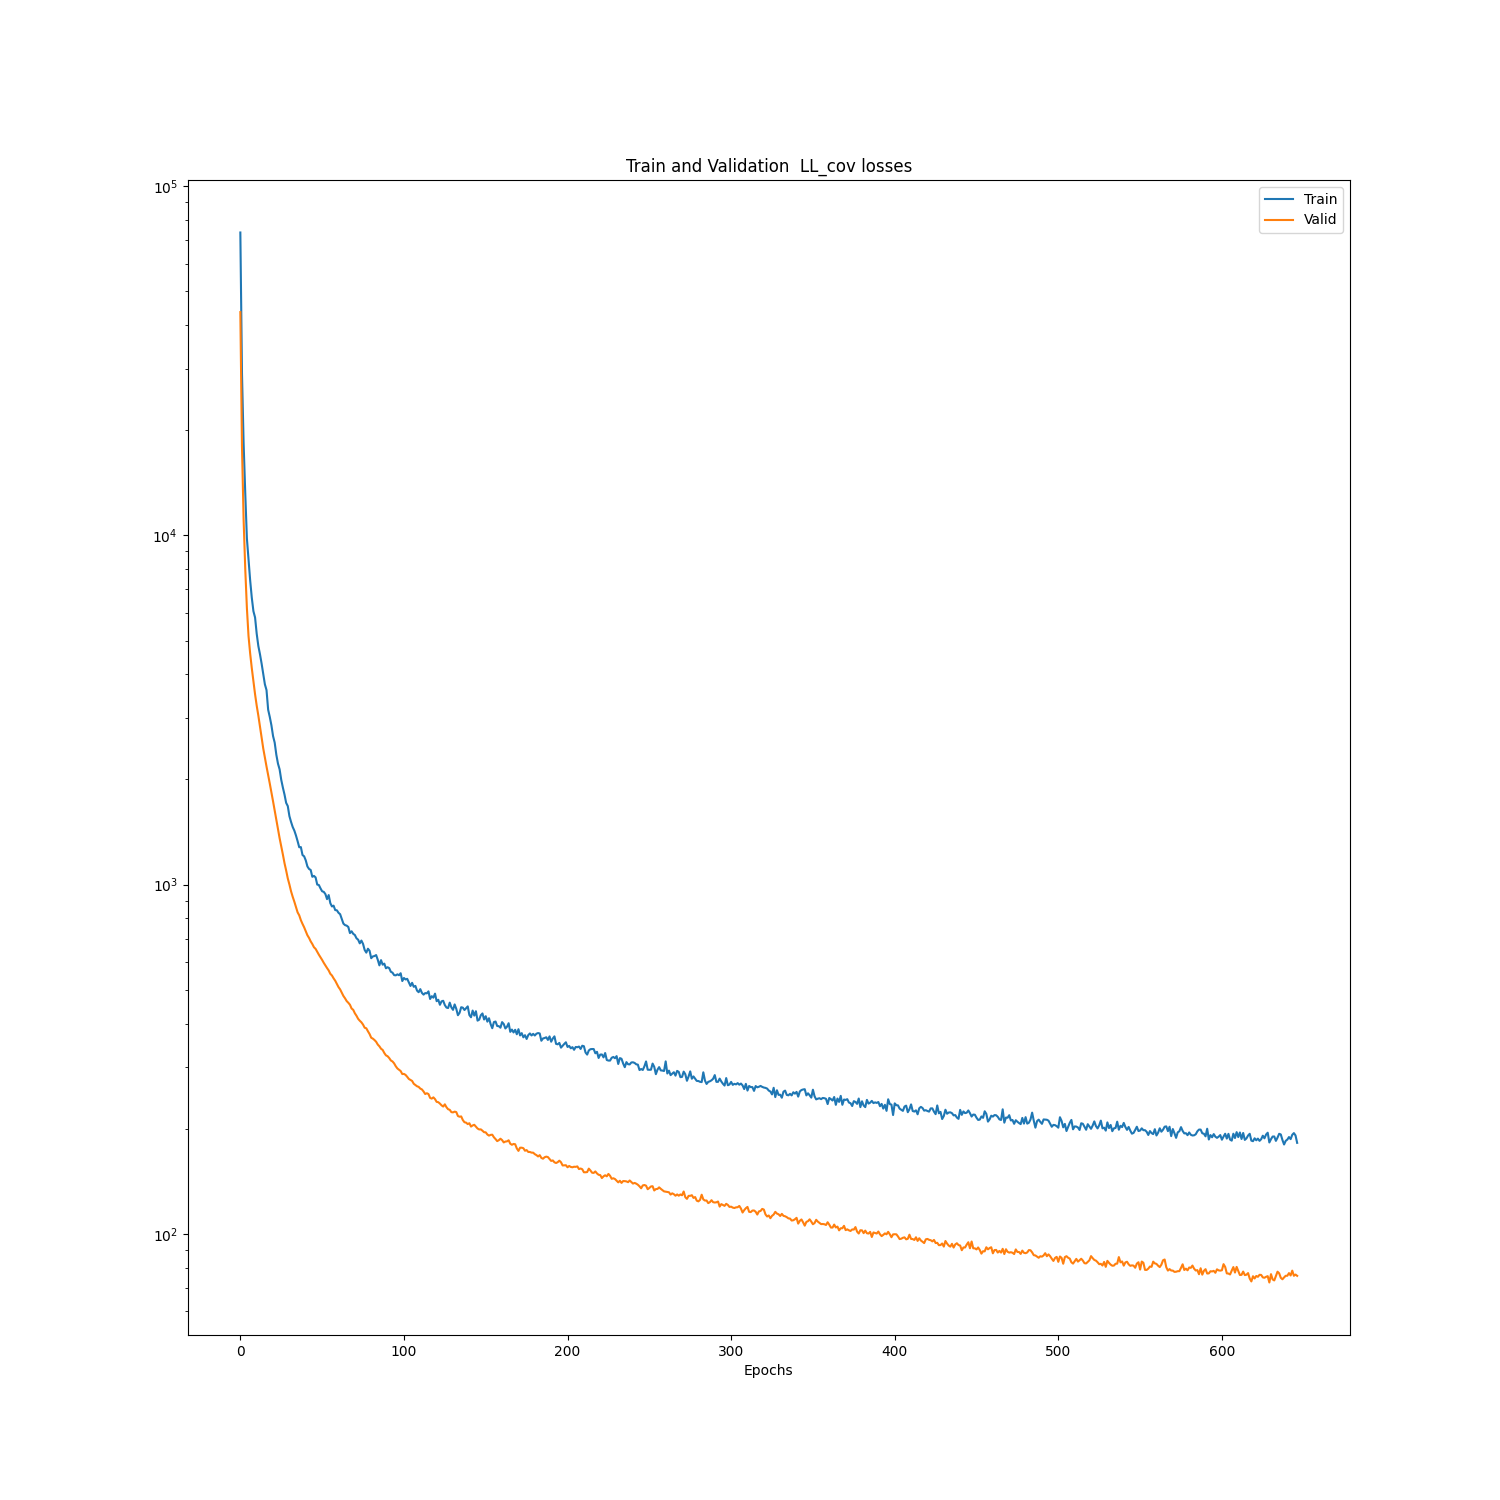 Train and Validation  LL_cov losses
Train
Valid
10^5
10^4
10^3
10^2
0 100 200 300 400 500 600
Epochs